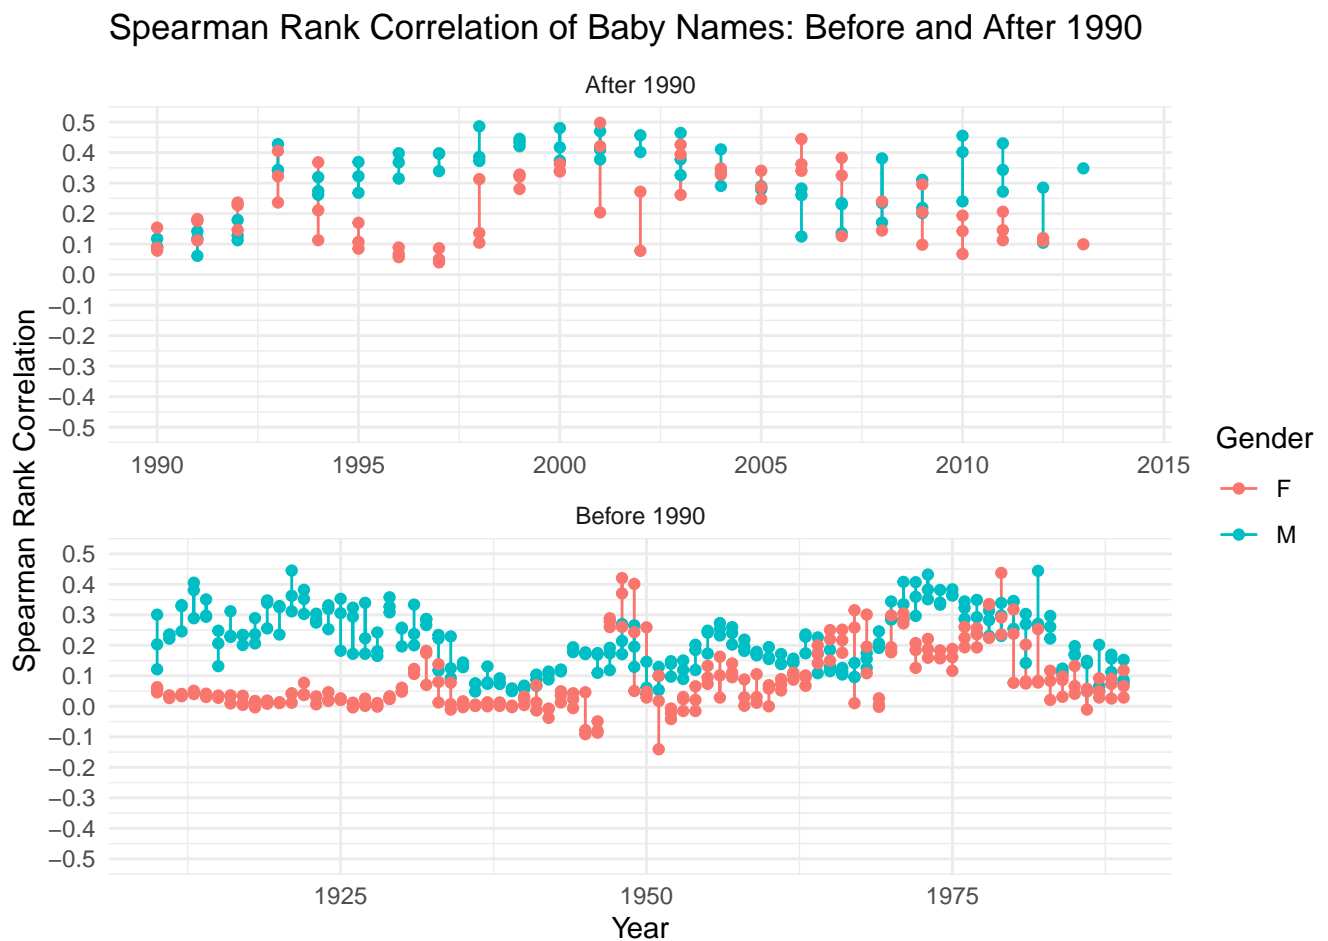 Spearman Rank Correlation of Baby Names: Before and After 1990
After 1990
0.5
0.4
0.3
0.2
0.1
0.0
−0.1
−0.2
−0.3
−0.4
−0.5
1990 1995 2000 2005 2010 2015
Before 1990
0.5
0.4
0.3
0.2
0.1
0.0
−0.1
−0.2
−0.3
−0.4
−0.5
1925 1950 1975
Year
Spearman Rank Correlation
Gender
F
M